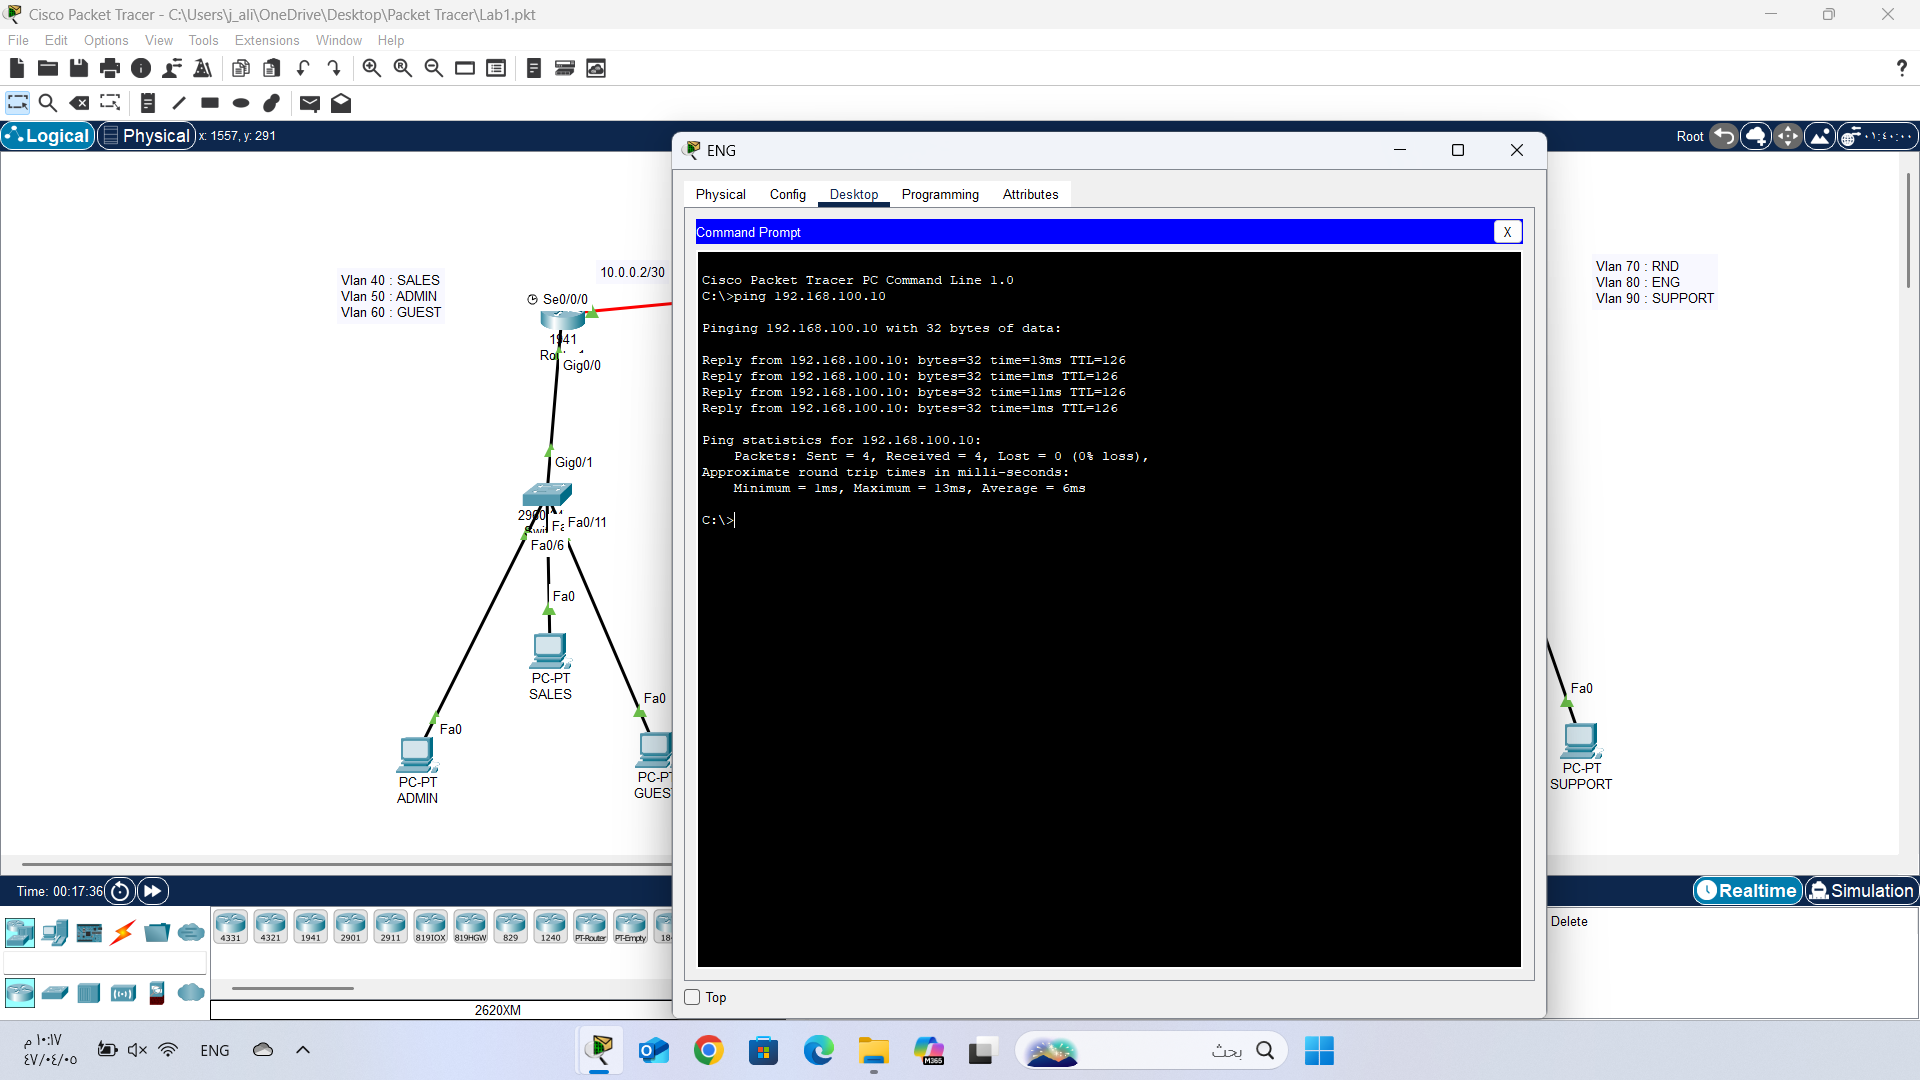 Cisco Packet Tracer - C:\Users\j_ali\OneDrive\Desktop\Packet Tracer\Lab1.pkt
File Edit Options View Tools Extensions Window Help
Logical Physical x: 1557, y: 291
Root ٠١:٤٠:٠٠
Vlan 40 : SALES
Vlan 50 : ADMIN
Vlan 60 : GUEST
10.0.0.2/30
Se0/0/0
1941
Gig0/0
Gig0/1
Fa0/11
Fa0/6
Fa0
PC-PT
SALES
Fa0
PC-PT
ADMIN
Fa0
ENG
Physical Config Desktop Programming Attributes
Command Prompt X
Cisco Packet Tracer PC Command Line 1.0
C:\>ping 192.168.100.10
Pinging 192.168.100.10 with 32 bytes of data:
Reply from 192.168.100.10: bytes=32 time=13ms TTL=126
Reply from 192.168.100.10: bytes=32 time=1ms TTL=126
Reply from 192.168.100.10: bytes=32 time=11ms TTL=126
Reply from 192.168.100.10: bytes=32 time=1ms TTL=126
Ping statistics for 192.168.100.10:
Packets: Sent = 4, Received = 4, Lost = 0 (0% loss),
Approximate round trip times in milli-seconds:
Minimum = 1ms, Maximum = 13ms, Average = 6ms
C:\>
Top
Vlan 70 : RND
Vlan 80 : ENG
Vlan 90 : SUPPORT
Fa0
PC-PT
SUPPORT
Time: 00:17:36
Realtime Simulation
4331 4321 1941 2901 2911 819IOX 819HGW 829 1240 PT-Router PT-Empty
2620XM
Delete
١٠:١٧ م
٤٧/٠٤/٠٥
ENG
M365
بحث